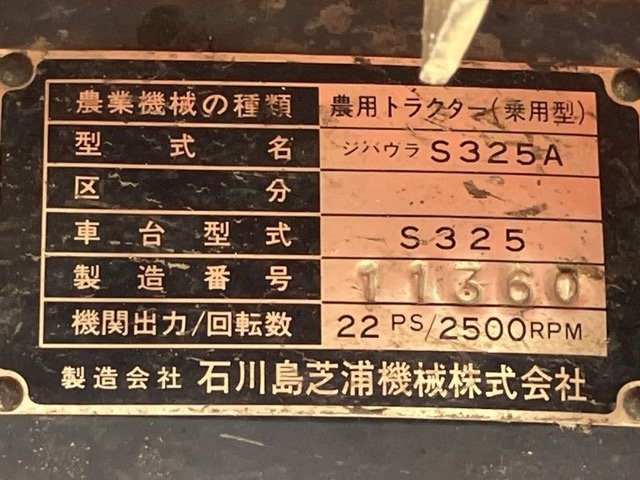 農業機械の種類 農用トラクター(乗用型)
型式名 シバウラ S325A
区分
車台型式 S325
製造番号 11360
機関出力/回転数 22 PS/2500RPM
製造会社 石川島芝浦機械株式会社